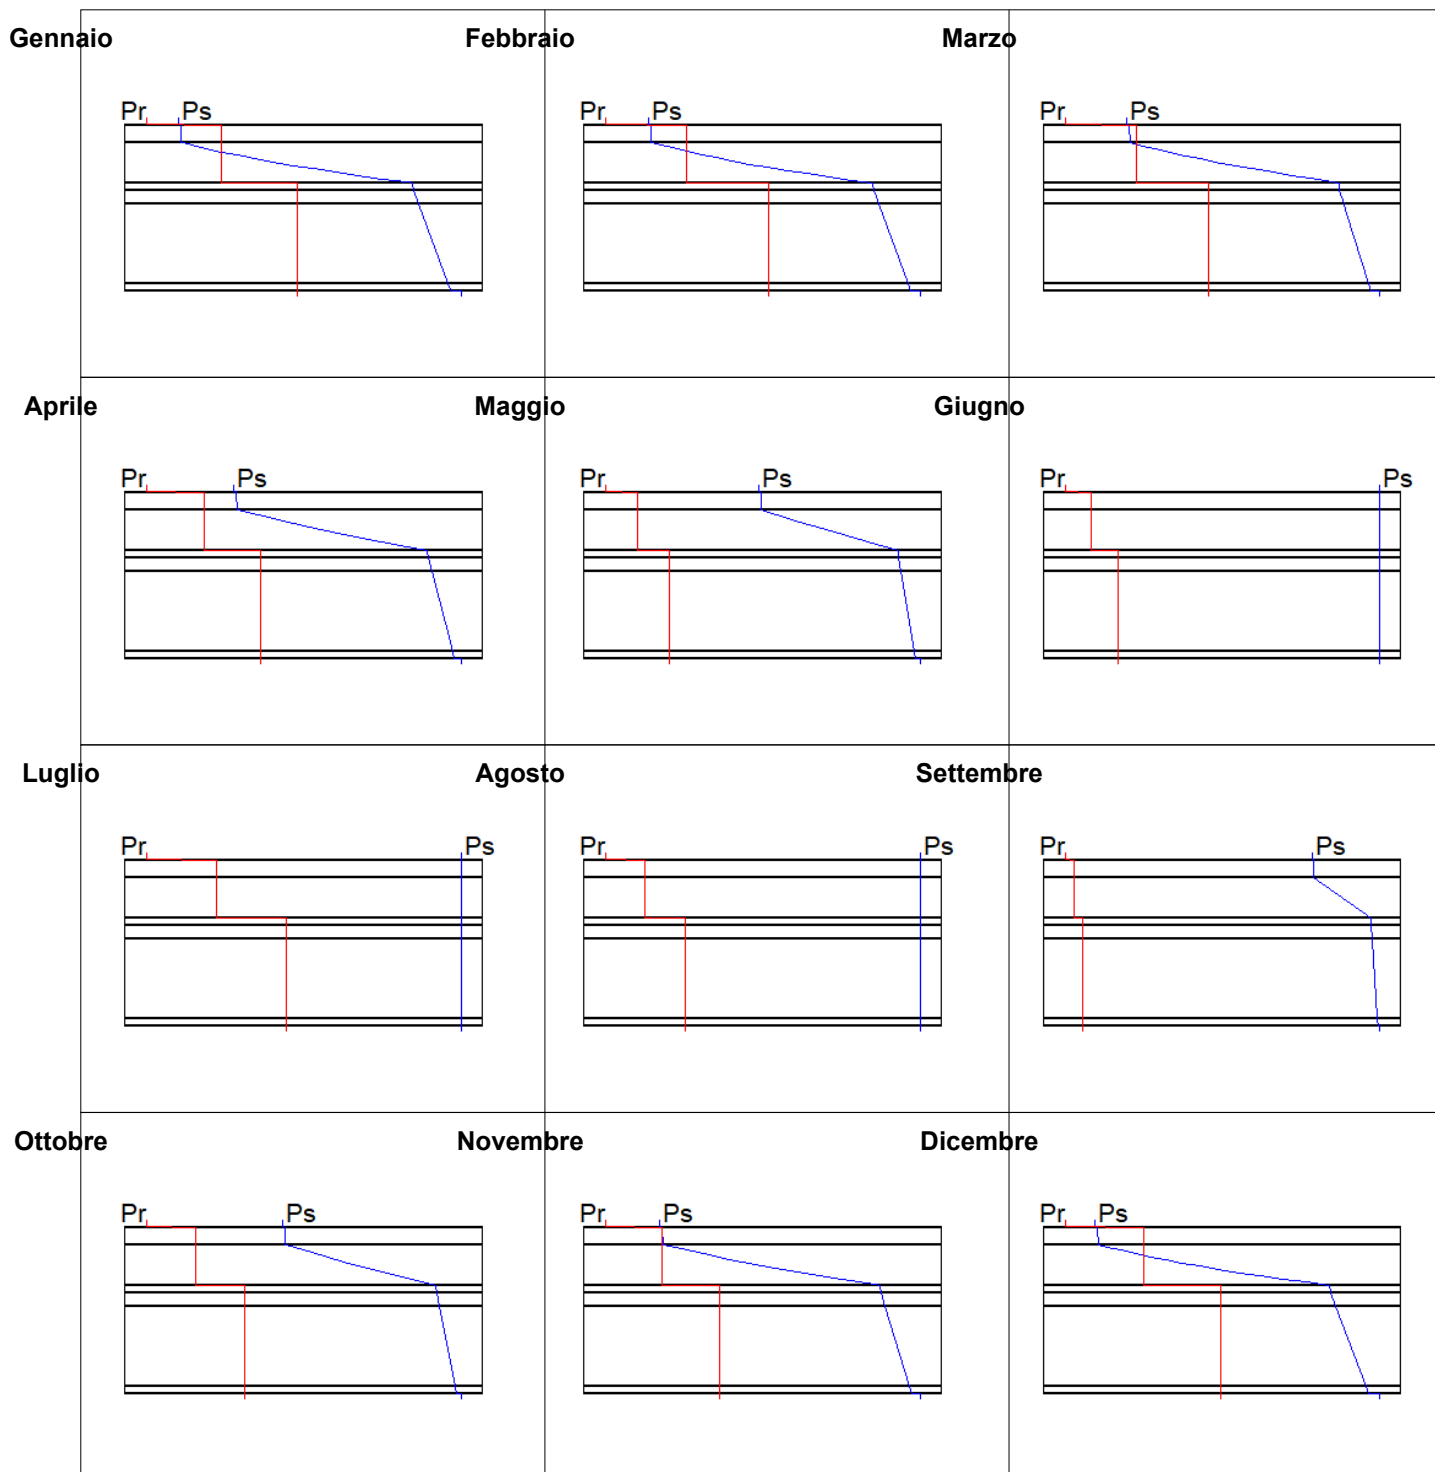 Gennaio Febbraio Marzo
Pr Ps Pr Ps Pr Ps
Aprile Maggio Giugno
Pr Ps Pr Ps Pr Ps
Luglio Agosto Settembre
Pr Ps Pr Ps Pr Ps
Ottobre Novembre Dicembre
Pr Ps Pr Ps Pr Ps